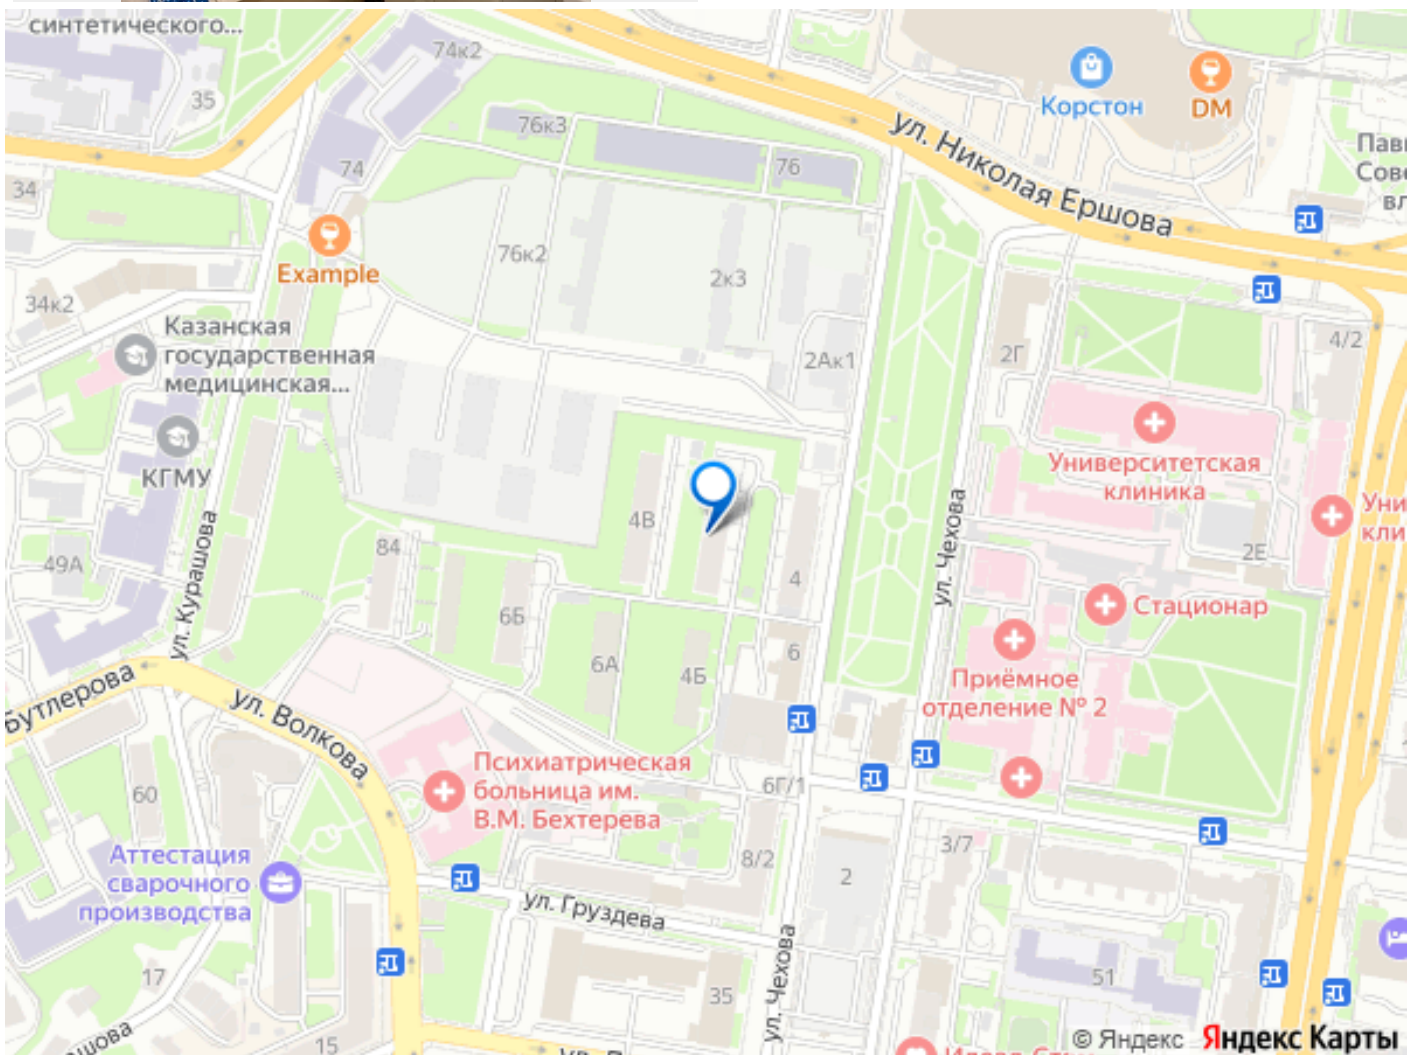 синтетического...
74к2
35
76к3
Корстон
DM
ул. Николая Ершова
76
74
34
Example
76к2
2к3
34к2
Казанская
государственная
медицинская...
2Ак1
2Г
4/2
КГМУ
Университетская
клиника
4В
ул. Чехова
2Е
84
49А
ул. Курашова
4
Стационар
6Б
6А
4Б
6
Приёмное
отделение № 2
Бутлерова
ул. Волкова
Психиатрическая
больница им.
В.М. Бехтерева
6Г/1
60
Аттестация
сварочного
производства
8/2
2
3/7
ул. Груздева
ул. Чехова
17
35
51
15
© Яндекс Яндекс Карты